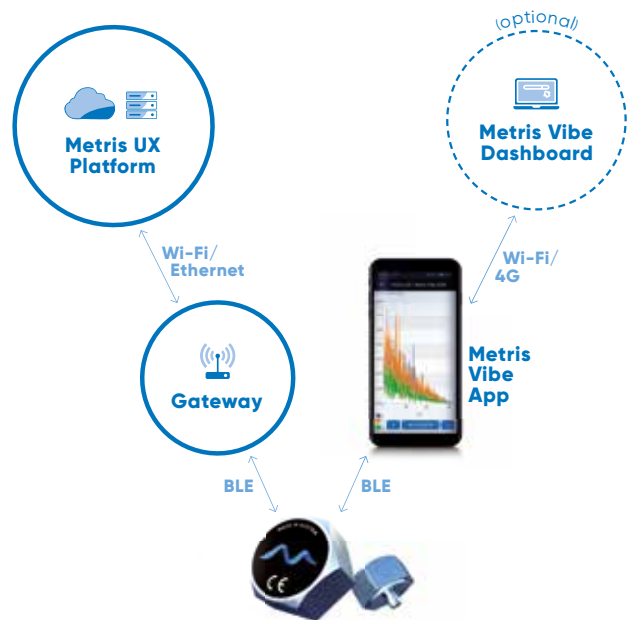 (optional)
Metris UX
Platform
Metris Vibe
Dashboard
Wi-Fi/
Ethernet
Wi-Fi/
4G
Gateway
Metris
Vibe
App
BLE
BLE
CE